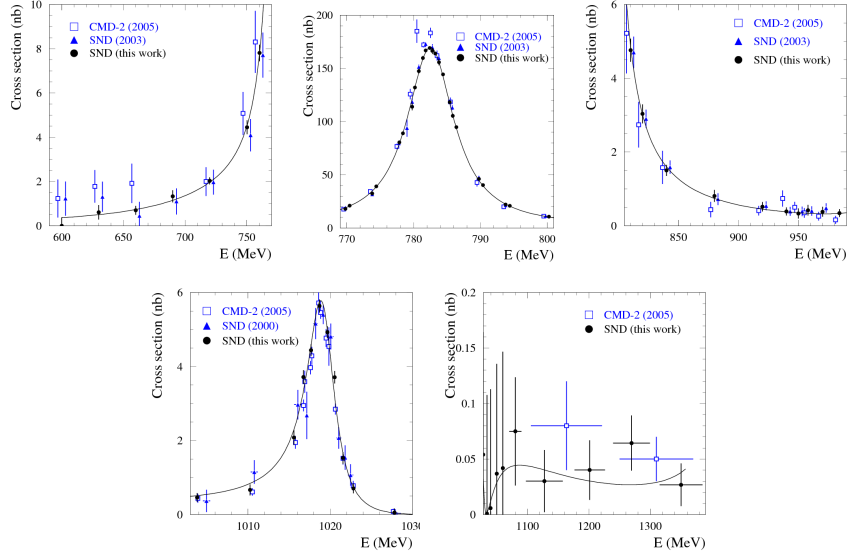 Cross section (nb)
10
8
6
4
2
0
CMD-2 (2005)
SND (2003)
SND (this work)
600
650
700
750
E (MeV)
Cross section (nb)
200
150
100
50
0
CMD-2 (2005)
SND (2003)
SND (this work)
770
780
790
800
E (MeV)
Cross section (nb)
6
4
2
0
CMD-2 (2005)
SND (2003)
SND (this work)
850
900
950
E (MeV)
Cross section (nb)
6
4
2
0
CMD-2 (2005)
SND (2000)
SND (this work)
1010
1020
1030
E (MeV)
Cross section (nb)
0.2
0.15
0.1
0.05
0
CMD-2 (2005)
SND (this work)
1100
1200
1300
E (MeV)